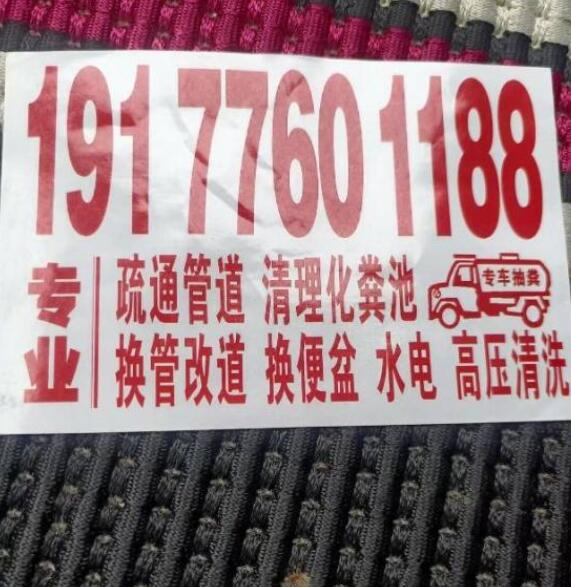 191 7760 1188
专业
疏通管道 清理化粪池
专车抽粪
换管改道 换便盆 水电 高压清洗